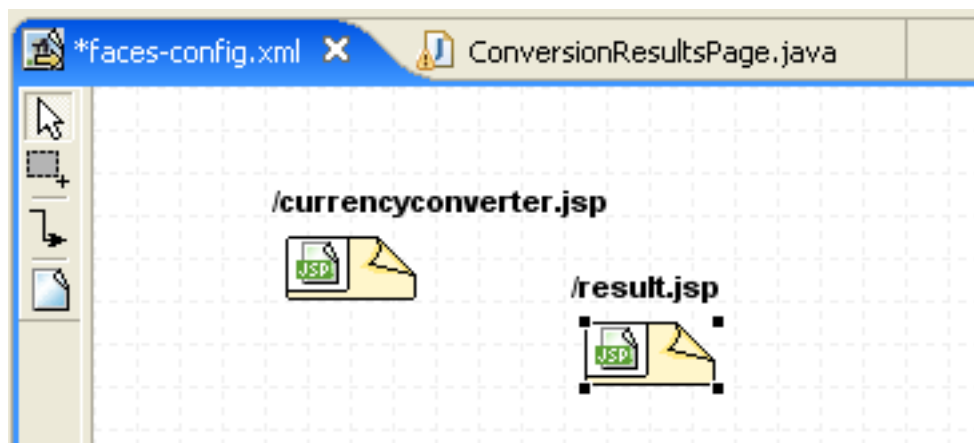 *faces-config.xml
ConversionResultsPage.java
/currencyconverter.jsp
JSP
/result.jsp
JSP